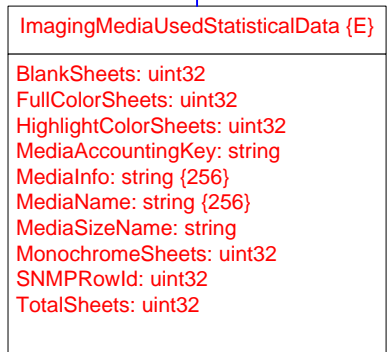 ImagingMediaUsedStatisticalData {E}
BlankSheets: uint32
FullColorSheets: uint32
HighlightColorSheets: uint32
MediaAccountingKey: string
MediaInfo: string {256}
MediaName: string {256}
MediaSizeName: string
MonochromeSheets: uint32
SNMPRowId: uint32
TotalSheets: uint32